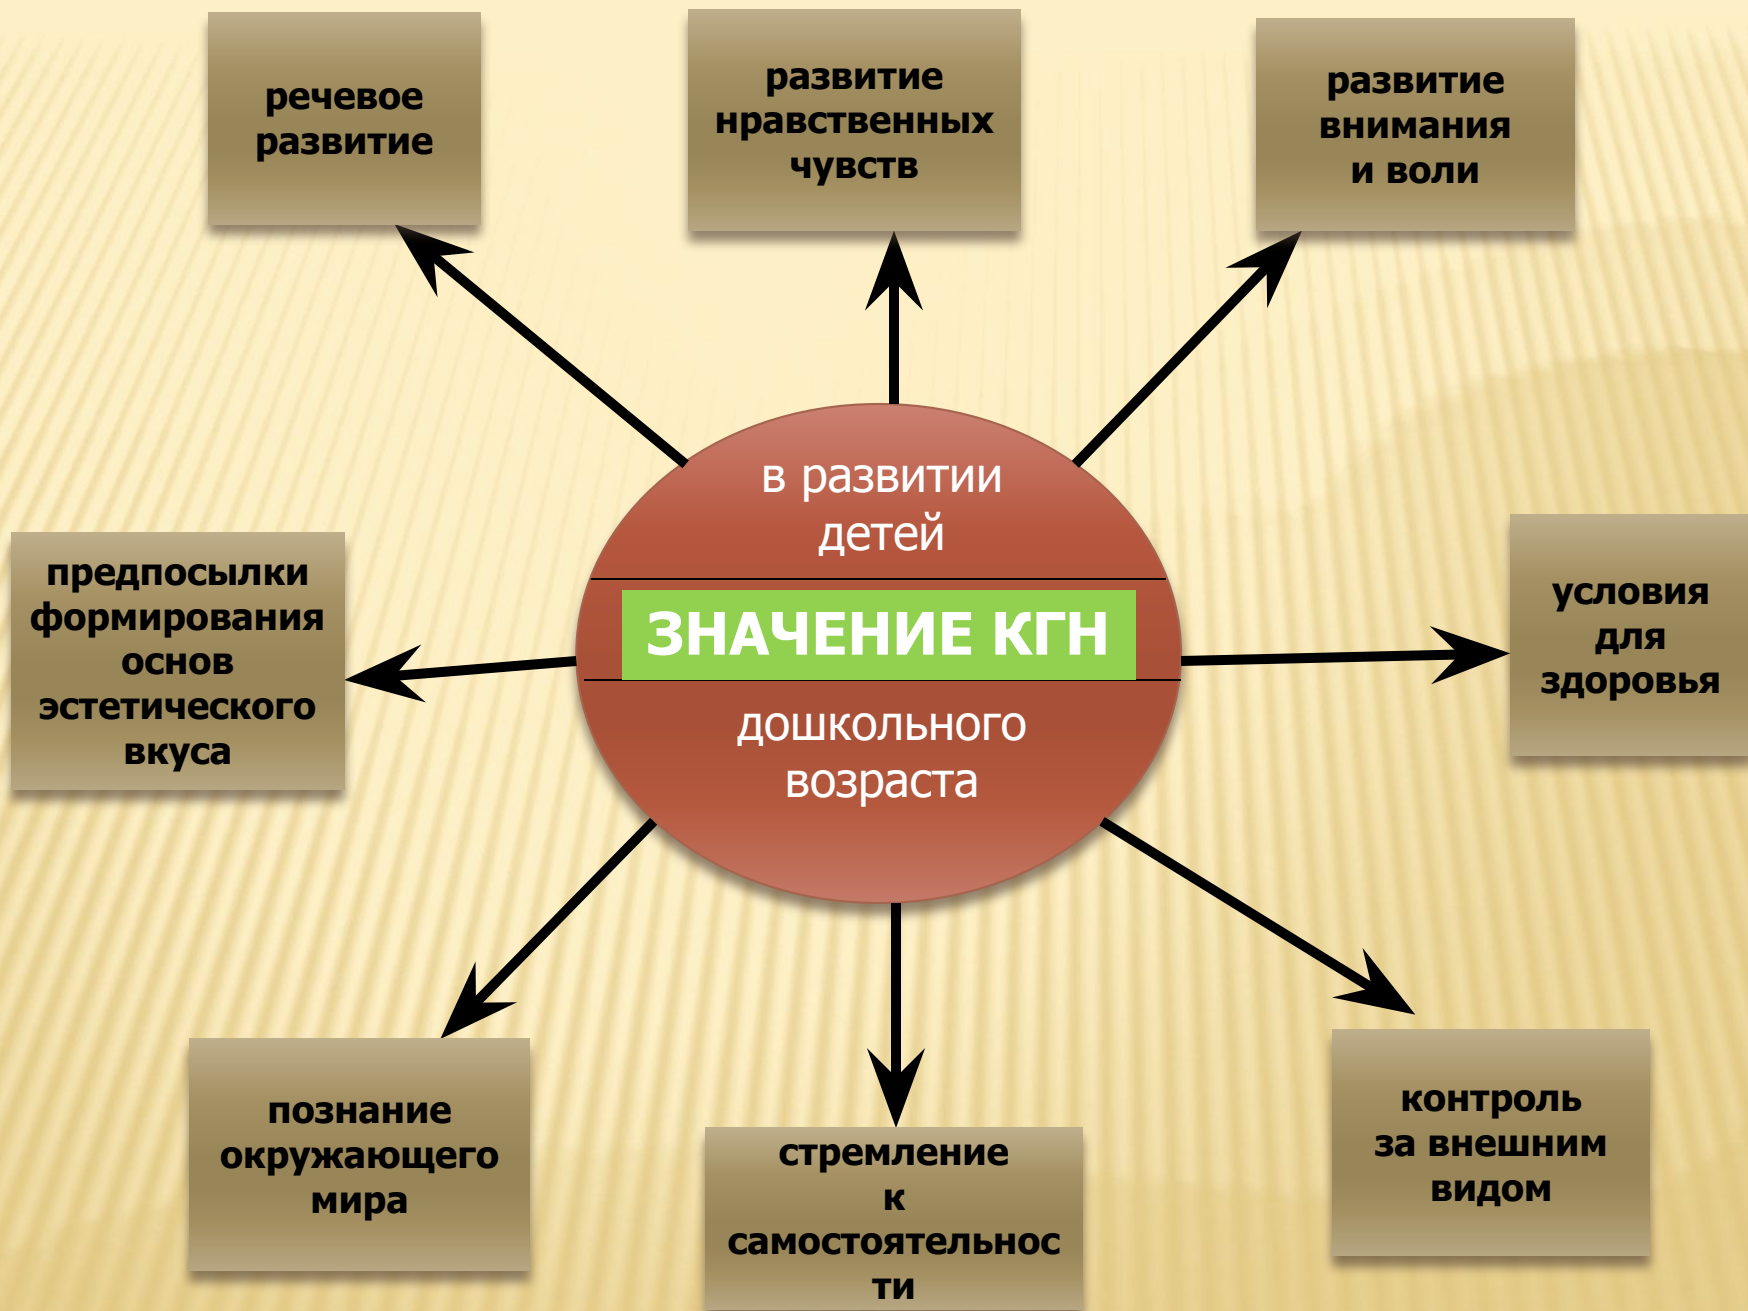 речевое
развитие
развитие
нравственных
чувств
развитие
внимания
и воли
предпосылки
формирования
основ
эстетического
вкуса
в развитии
детей
ЗНАЧЕНИЕ КГН
дошкольного
возраста
условия
для
здоровья
познание
окружающего
мира
стремление
к
самостоятельнос
ти
контроль
за внешним
видом